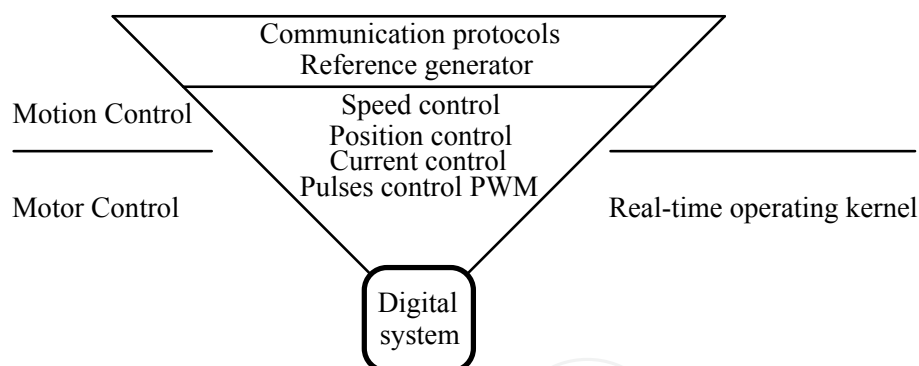 Communication protocols
Reference generator
Motion Control
Speed control
Position control
Current control
Pulses control PWM
Motor Control
Real-time operating kernel
Digital
system